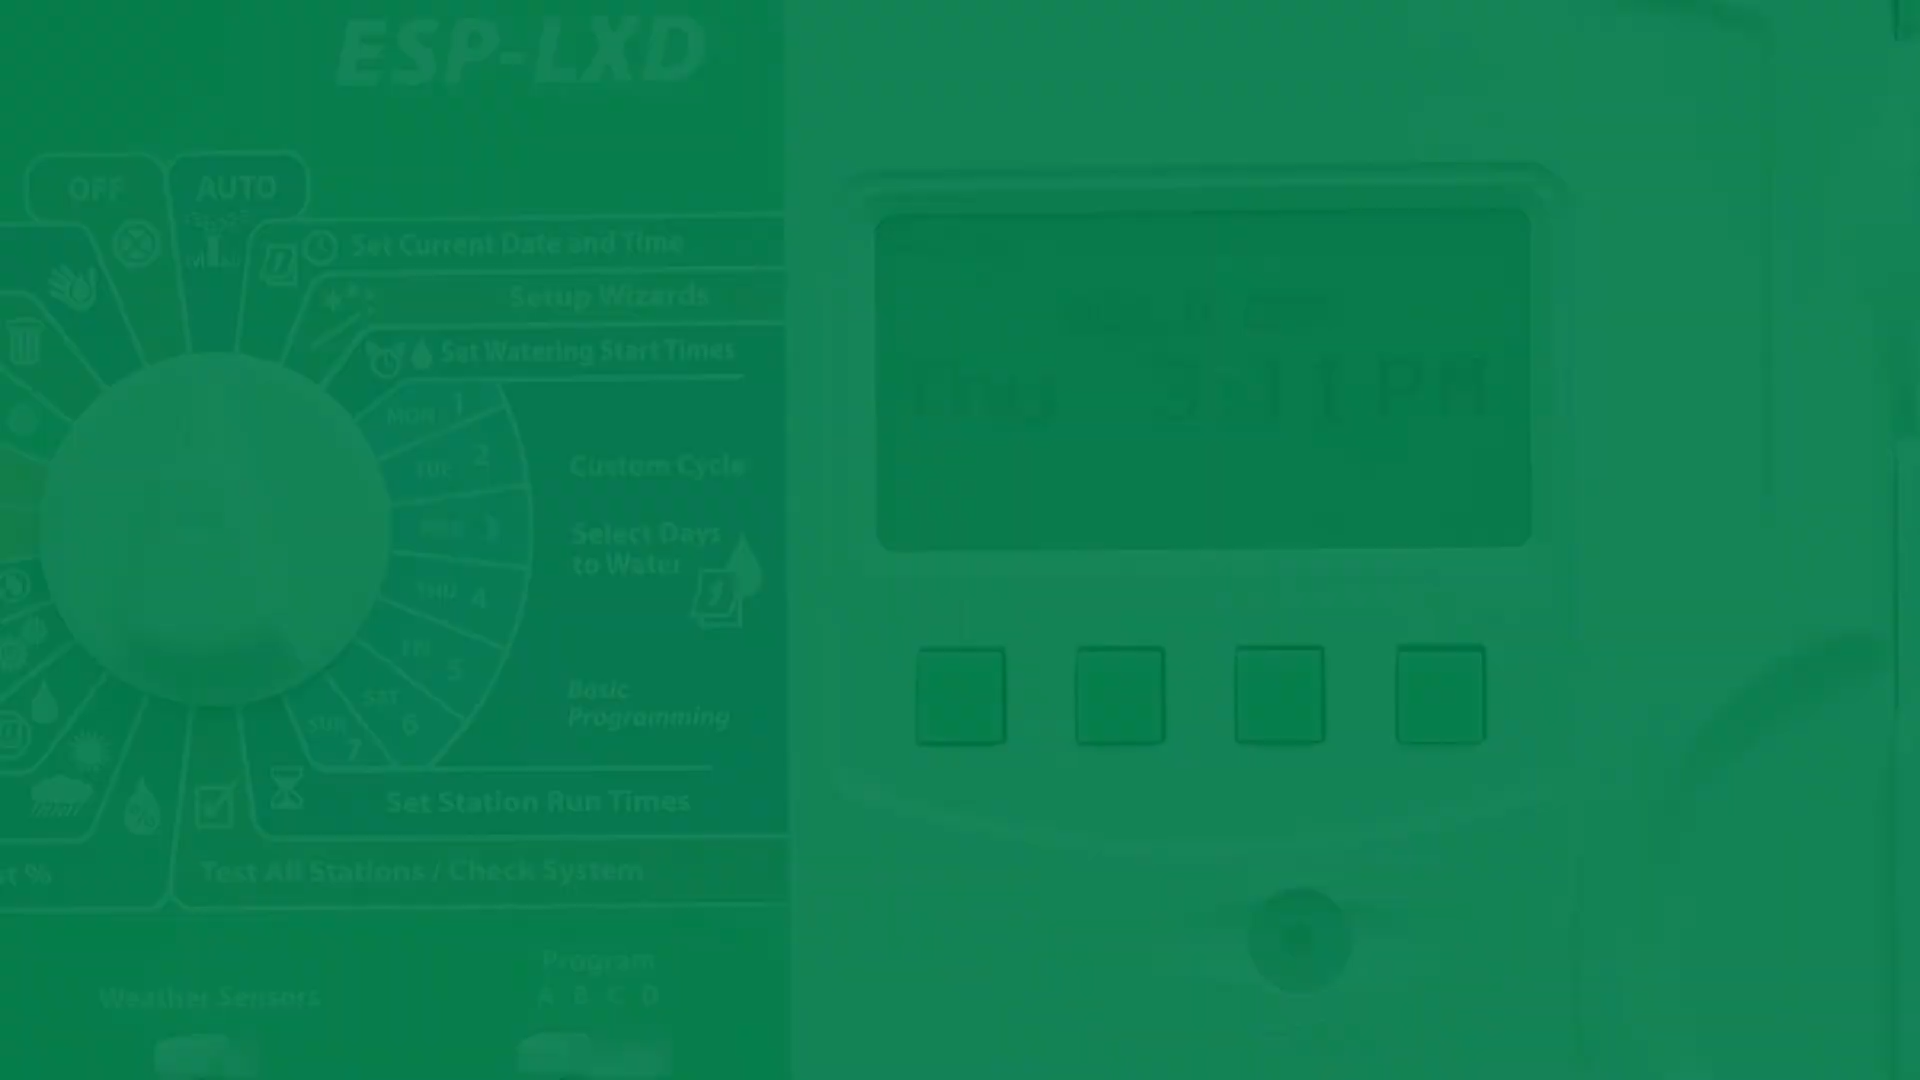 ESP-LXD
OFF
AUTO
Set Current Date and Time
Setup Wizards
Set Watering Start Times
MON 1
TUE 2
3
THU 4
FRI 5
SAT 6
SUN 7
Custom Cycle
Select Days
to Water
Basic
Programming
Set Station Run Times
Test All Stations / Check System
%
Weather Sensors
Program
A B C D
PM